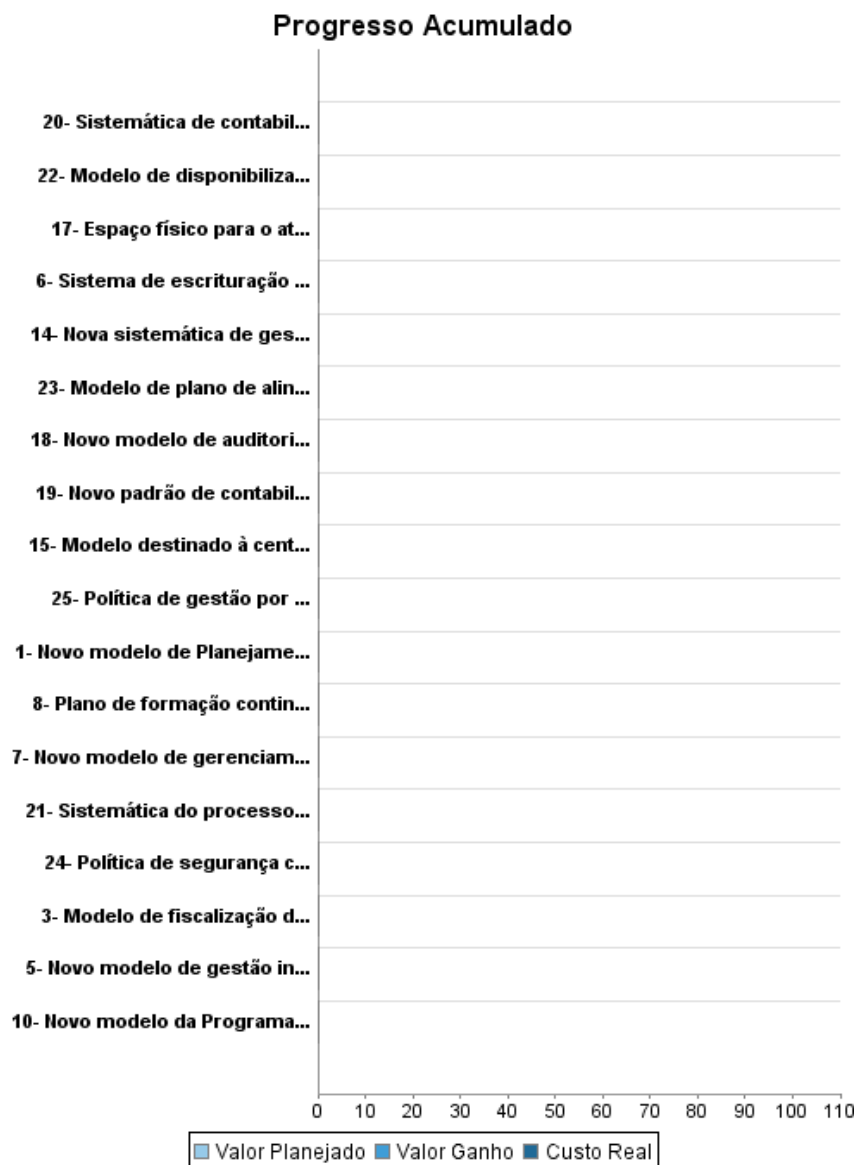 Progresso Acumulado
20- Sistemática de contabil...
22- Modelo de disponibiliza...
17- Espaço físico para o at...
6- Sistema de escrituração ...
14- Nova sistemática de ges...
23- Modelo de plano de alin...
18- Novo modelo de auditori...
19- Novo padrão de contabil...
15- Modelo destinado à cent...
25- Política de gestão por ...
1- Novo modelo de Planejame...
8- Plano de formação contin...
7- Novo modelo de gerenciam...
21- Sistemática do processo...
24- Política de segurança c...
3- Modelo de fiscalização d...
5- Novo modelo de gestão in...
10- Novo modelo da Programa...
0 10 20 30 40 50 60 70 80 90 100 110
Valor Planejado Valor Ganho Custo Real